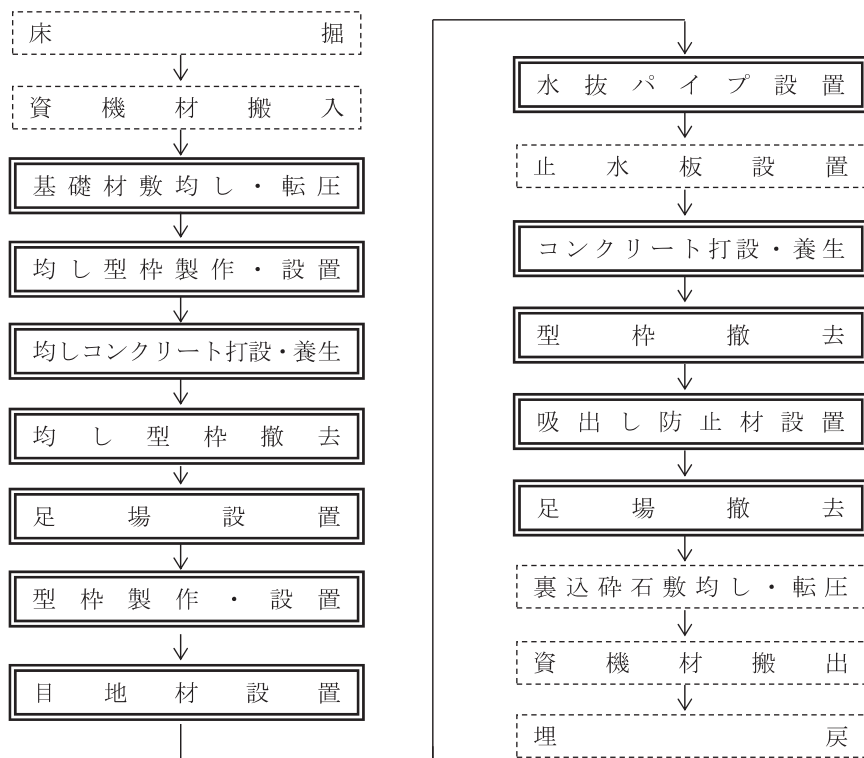 床掘
資機材搬入
基礎材敷均し・転圧
均し型枠製作・設置
均しコンクリート打設・養生
均し型枠撤去
足場設置
型枠製作・設置
目地材設置
水抜パイプ設置
止水板設置
コンクリート打設・養生
型枠撤去
吸出し防止材設置
足場撤去
裏込砕石敷均し・転圧
資機材搬出
埋戻